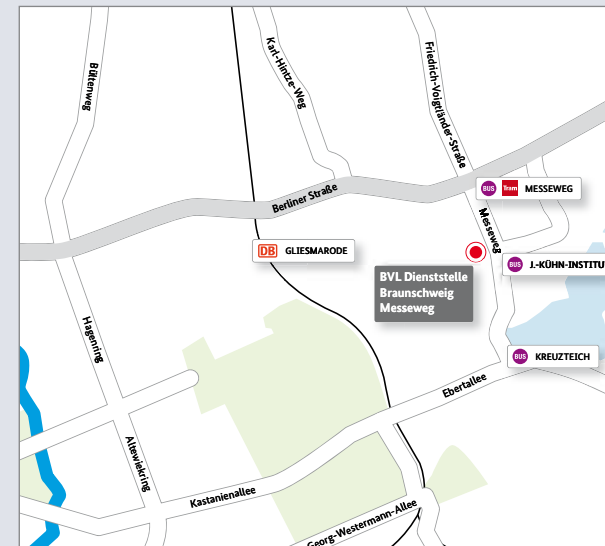 Bültenweg
Karl-Hintze-Weg
Friedrich-Voigtländer-Straße
Berliner Straße
BUS Tram MESSEWEG
Messeweg
DB GLIESMARODE
BUS J.-KÜHN-INSTITU
BVL Dienststelle
Braunschweig
Messeweg
Hagenring
BUS KREUZTEICH
Ebertallee
Altewiekring
Kastanienallee
Georg-Westermann-Allee